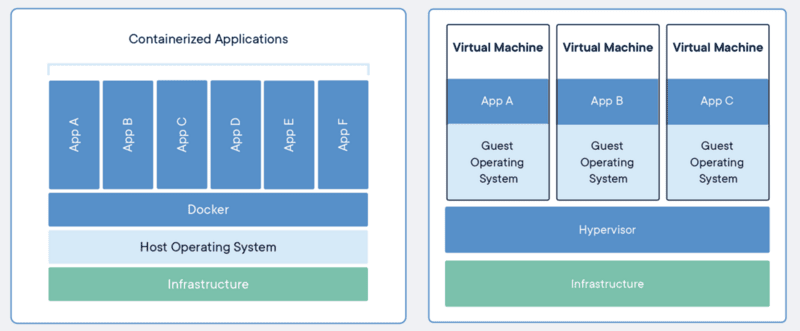 Containerized Applications
App A
App B
App C
App D
App E
App F
Docker
Host Operating System
Infrastructure
Virtual Machine
App A
Guest
Operating
System
Virtual Machine
App B
Guest
Operating
System
Virtual Machine
App C
Guest
Operating
System
Hypervisor
Infrastructure